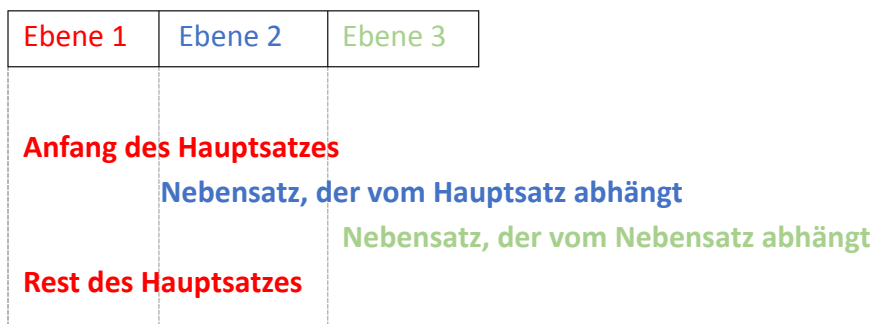 Ebene 1 Ebene 2 Ebene 3
Anfang des Hauptsatzes
Nebensatz, der vom Hauptsatz abhängt
Nebensatz, der vom Nebensatz abhängt
Rest des Hauptsatzes